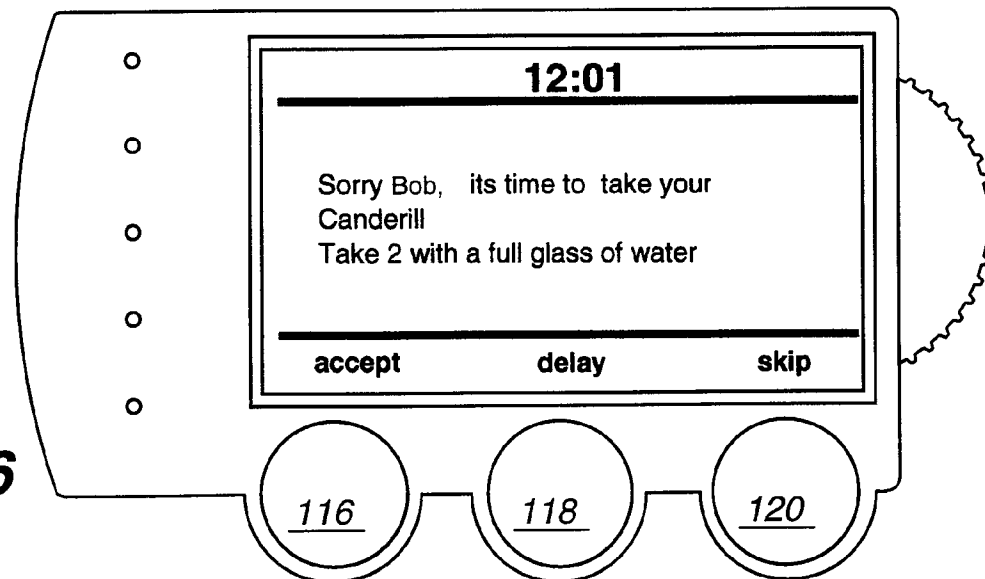 12:01
Sorry Bob, its time to take your
Canderill
Take 2 with a full glass of water
accept delay skip
6
116 118 120